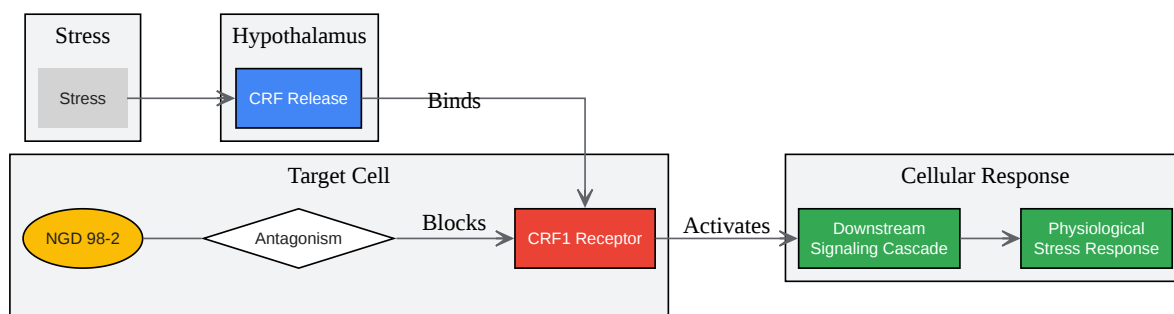 Stress
Hypothalamus
Stress
CRF Release
Binds
Target Cell
Cellular Response
NGD 98-2
Antagonism
Blocks
CRF1 Receptor
Activates
Downstream
Signaling Cascade
Physiological
Stress Response